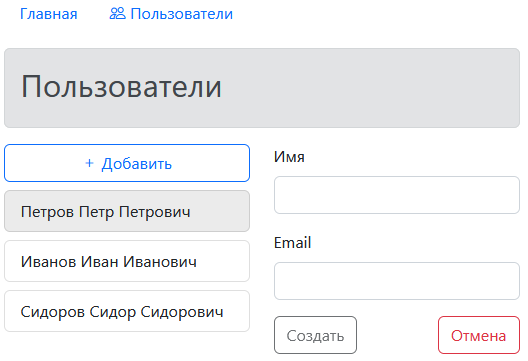 Главная Пользователи
Пользователи
+ Добавить
Петров Петр Петрович
Иванов Иван Иванович
Сидоров Сидор Сидорович
Имя
Email
Создать Отмена